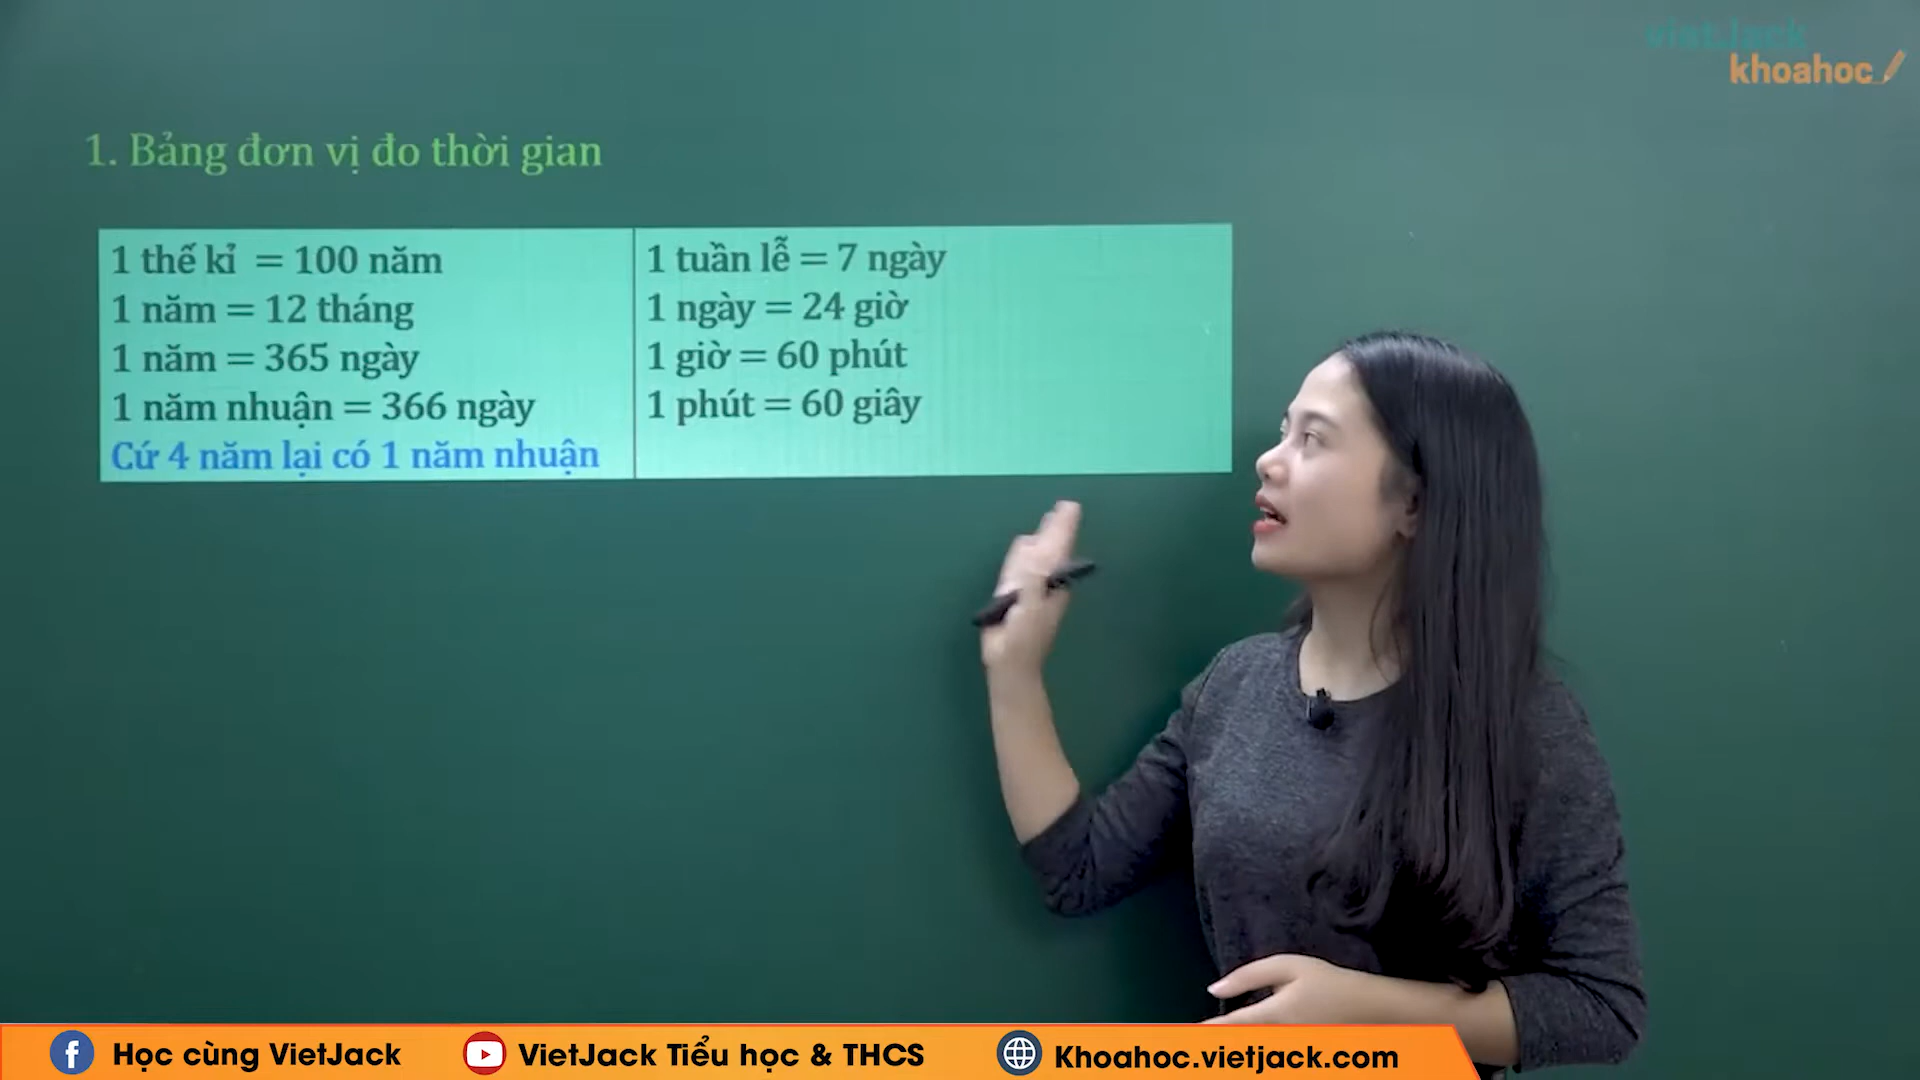 vietJack
khoahoc
1. Bảng đơn vị đo thời gian
1 thế kỉ = 100 năm
1 năm = 12 tháng
1 năm = 365 ngày
1 năm nhuận = 366 ngày
Cứ 4 năm lại có 1 năm nhuận
1 tuần lễ = 7 ngày
1 ngày = 24 giờ
1 giờ = 60 phút
1 phút = 60 giây
Học cùng VietJack
VietJack Tiểu học & THCS
Khoahoc.vietjack.com